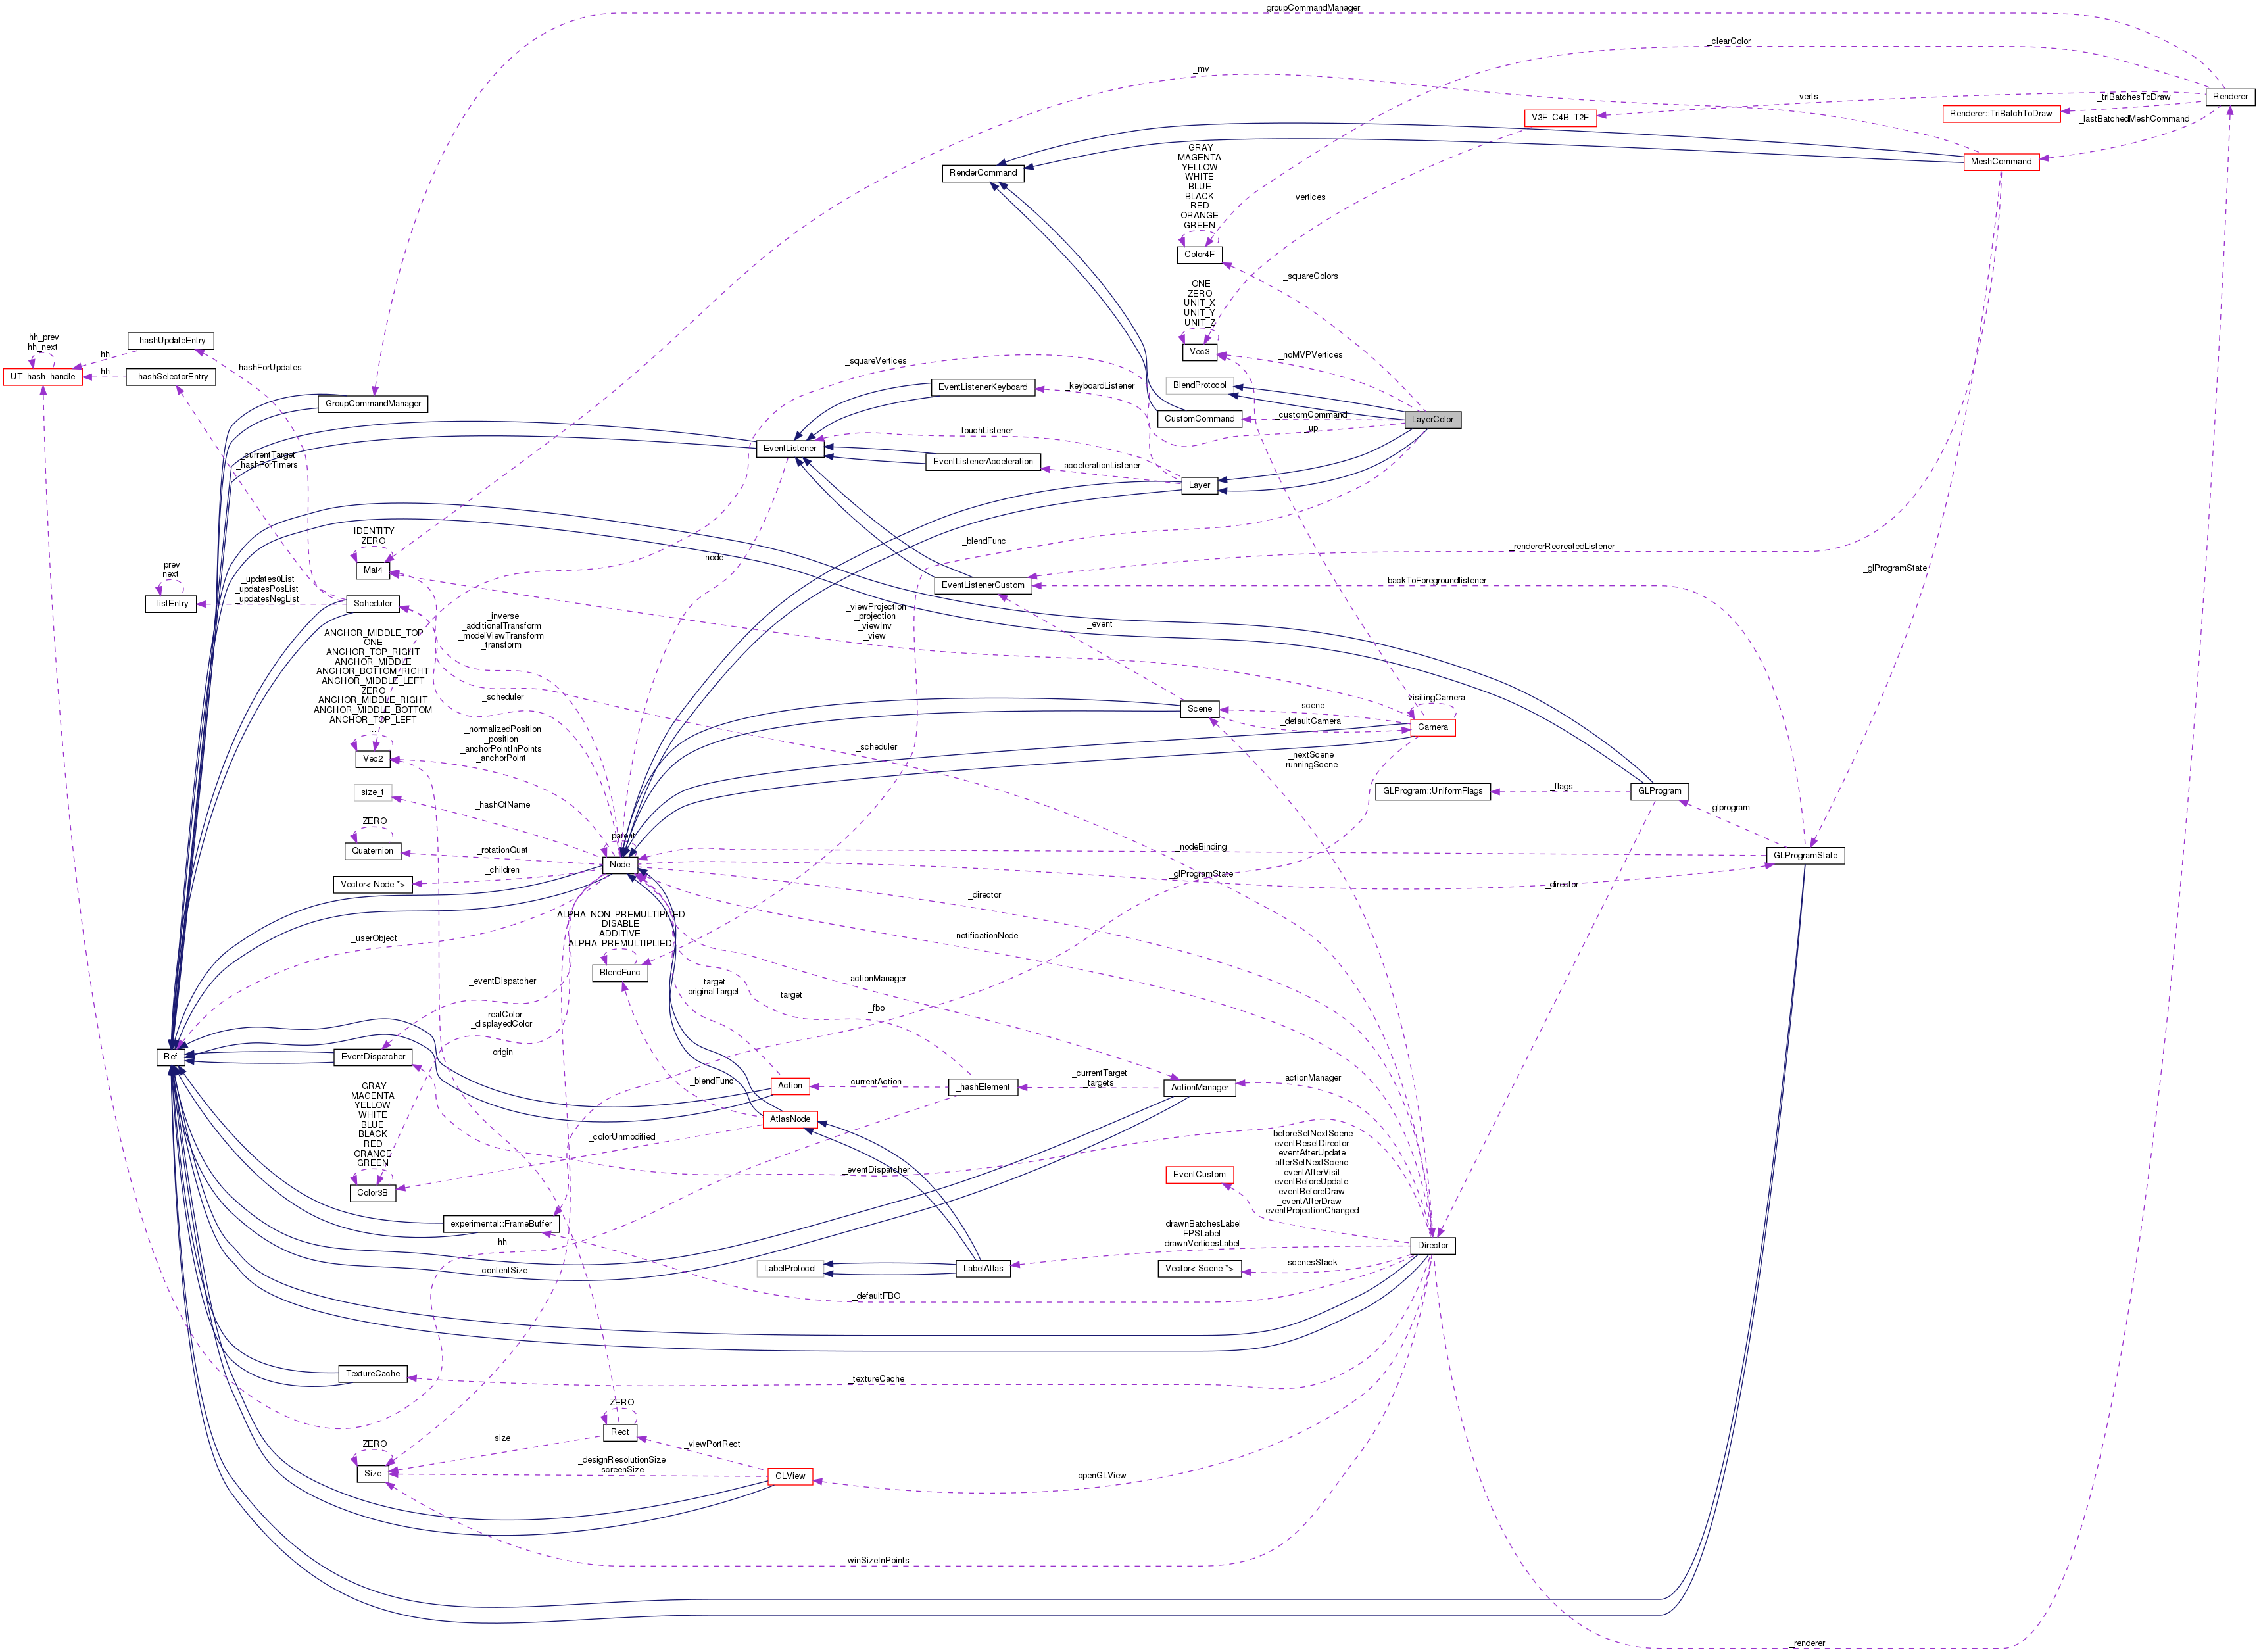 _groupCommandManager
_clearColor
_mv
_verts
Renderer
_triBatchesToDraw
V3F_C4B_T2F
Renderer::TriBatchToDraw
_lastBatchedMeshCommand
GRAY
MAGENTA
YELLOW
WHITE
BLUE
BLACK
RED
ORANGE
GREEN
MeshCommand
RenderCommand
vertices
Color4F
_squareColors
ONE
ZERO
UNIT_X
UNIT_Y
UNIT_Z
hh_prev
hh_next
_hashUpdateEntry
hh
Vec3
_noMVPVertices
_squareVertices
_hashForUpdates
UT_hash_handle
hh
_hashSelectorEntry
EventListenerKeyboard
_keyboardListener
BlendProtocol
GroupCommandManager
CustomCommand
_customCommand
LayerColor
_up
_touchListener
EventListener
_currentTarget
_hashForTimers
EventListenerAcceleration
_accelerationListener
Layer
IDENTITY
ZERO
_node
_blendFunc
_rendererRecreatedListener
_glProgramState
Mat4
prev
next
_updates0List
_updatesPosList
_updatesNegList
EventListenerCustom
_backToForegroundlistener
_listEntry
Scheduler
_inverse
_additionalTransform
_modelViewTransform
_transform
_viewProjection
_projection
_viewInv
_view
_event
ANCHOR_MIDDLE_TOP
ONE
ANCHOR_TOP_RIGHT
ANCHOR_MIDDLE
ANCHOR_BOTTOM_RIGHT
ANCHOR_MIDDLE_LEFT
ZERO
ANCHOR_MIDDLE_RIGHT
ANCHOR_MIDDLE_BOTTOM
ANCHOR_TOP_LEFT
...
_scheduler
_visitingCamera
Scene
_scene
_defaultCamera
Camera
_normalizedPosition
_position
_anchorPointInPoints
_anchorPoint
_scheduler
_nextScene
_runningScene
Vec2
size_t
_hashOfName
GLProgram::UniformFlags
_flags
GLProgram
_glprogram
ZERO
Quaternion
_rotationQuat
_parent
Node
_nodeBinding
GLProgramState
Vector< Node *>
_children
_glProgramState
_director
_director
ALPHA_NON_PREMULTIPLIED
DISABLE
ADDITIVE
ALPHA_PREMULTIPLIED
_userObject
_notificationNode
BlendFunc
_eventDispatcher
_target
_originalTarget
_actionManager
target
_fbo
_realColor
_displayedColor
origin
Ref
EventDispatcher
_blendFunc
Action
currentAction
_hashElement
_currentTarget
targets
ActionManager
_actionManager
GRAY
MAGENTA
YELLOW
WHITE
BLUE
BLACK
RED
ORANGE
GREEN
AtlasNode
_colorUnmodified
_eventDispatcher
_beforeSetNextScene
_eventResetDirector
_eventAfterUpdate
_afterSetNextScene
_eventAfterVisit
_eventBeforeUpdate
_eventBeforeDraw
_eventAfterDraw
_eventProjectionChanged
EventCustom
Color3B
experimental::FrameBuffer
hh
_drawnBatchesLabel
_FPSLabel
_drawnVerticesLabel
Director
_contentSize
LabelProtocol
LabelAtlas
Vector< Scene *>
_scenesStack
_defaultFBO
TextureCache
_textureCache
ZERO
Rect
ZERO
size
_viewPortRect
Size
_designResolutionSize
_screenSize
GLView
_openGLView
_winSizeInPoints
_renderer